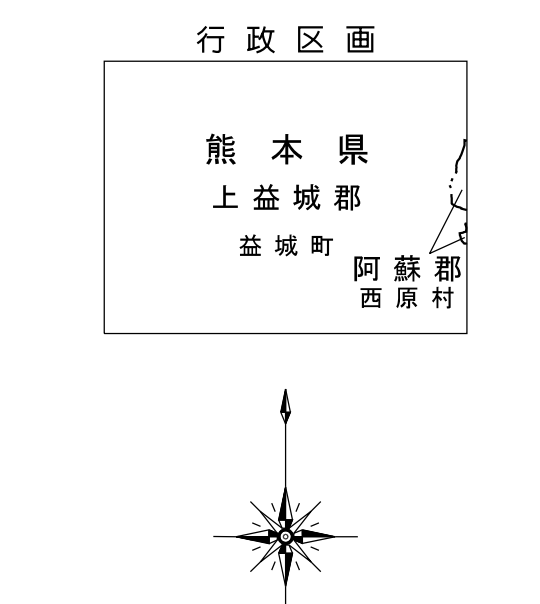 行政区画
熊本県
上益城郡
益城町
阿蘇郡
西原村